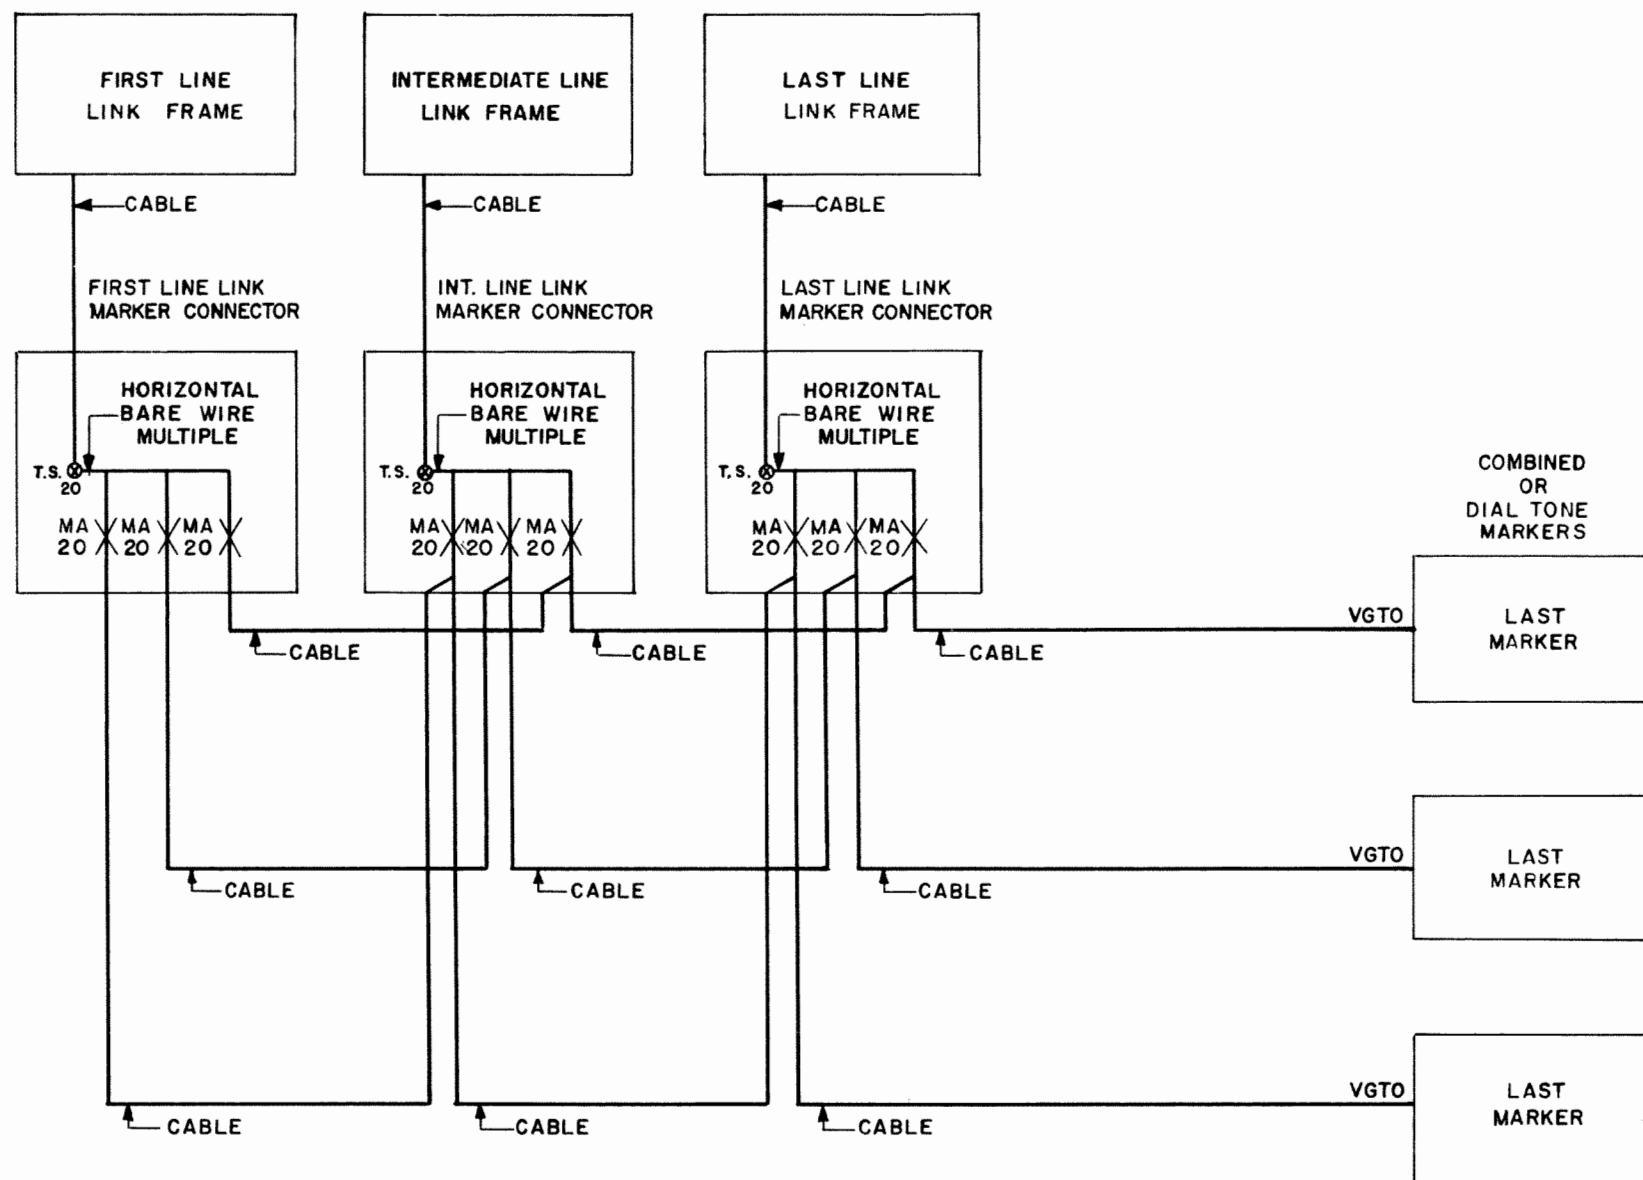 FIRST LINE
LINK FRAME
INTERMEDIATE LINE
LINK FRAME
LAST LINE
LINK FRAME
CABLE
CABLE
CABLE
FIRST LINE LINK
MARKER CONNECTOR
INT. LINE LINK
MARKER CONNECTOR
LAST LINE LINK
MARKER CONNECTOR
HORIZONTAL
BARE WIRE
MULTIPLE
T.S.
20
MA
20
MA
20
MA
20
HORIZONTAL
BARE WIRE
MULTIPLE
T.S.
20
MA
20
MA
20
MA
20
HORIZONTAL
BARE WIRE
MULTIPLE
T.S.
20
MA
20
MA
20
MA
20
COMBINED
OR
DIAL TONE
MARKERS
CABLE
CABLE
CABLE
VGTO
LAST
MARKER
CABLE
CABLE
CABLE
VGTO
LAST
MARKER
CABLE
CABLE
CABLE
VGTO
LAST
MARKER